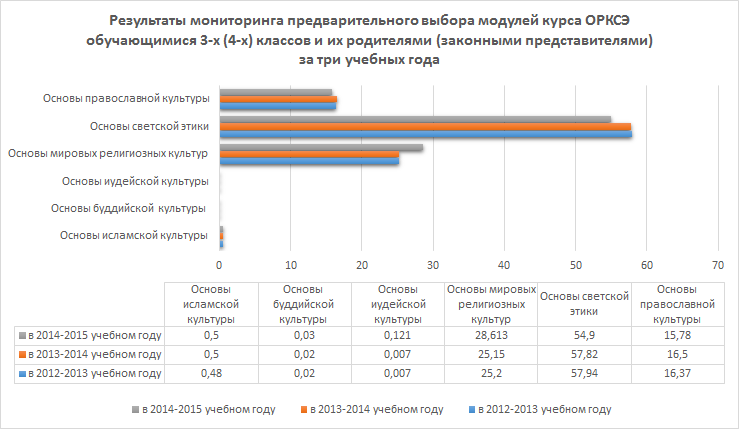 Результаты мониторинга предварительного выбора модулей курса ОРКСЭ
обучающимися 3-х (4-х) классов и их родителями (законными представителями)
за три учебных года
Основы православной культуры
Основы светской этики
Основы мировых религиозных культур
Основы иудейской культуры
Основы буддийской культуры
Основы исламской культуры
0 10 20 30 40 50 60 70
Основы исламской культуры
Основы буддийской культуры
Основы иудейской культуры
Основы мировых религиозных культур
Основы светской этики
Основы православной культуры
в 2014-2015 учебном году 0,5 0,03 0,121 28,613 54,9 15,78
в 2013-2014 учебном году 0,5 0,02 0,007 25,15 57,82 16,5
в 2012-2013 учебном году 0,48 0,02 0,007 25,2 57,94 16,37
в 2014-2015 учебном году в 2013-2014 учебном году в 2012-2013 учебном году